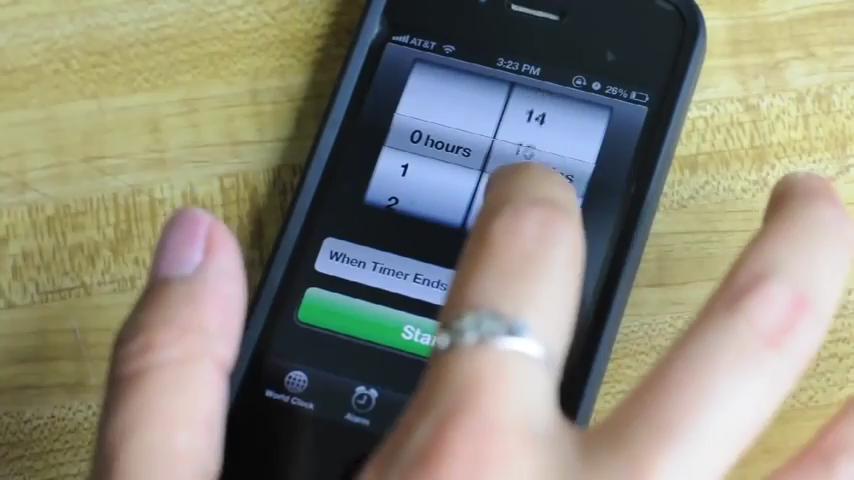 AT&T 3:23 PM 26%
14
0 hours
1
2
When Timer Ends
World Clock Alarm